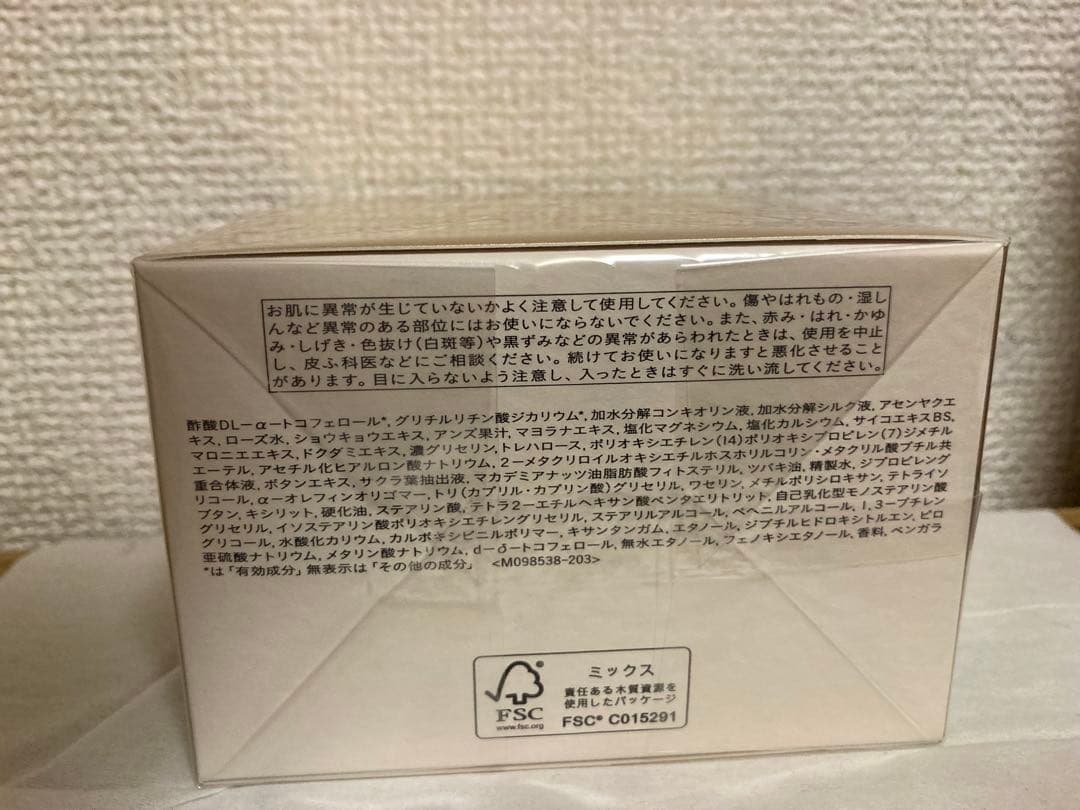 お肌に異常が生じていないかよく注意して使用してください。傷やはれもの・湿し
んなど異常のある部位にはお使いにならないでください。また、赤み・はれ・かゆ
み・しげき・色抜け(白斑等)や黒ずみなどの異常があらわれたときは、使用を中止
し、皮ふ科医などにご相談ください。続けてお使いになりますと悪化させること
があります。目に入らないよう注意し、入ったときはすぐに洗い流してください。
酢酸DL-α-トコフェロール*, グリチルリチン酸ジカリウム*, 加水分解コンキオリン液, 加水分解シルク液, アセンヤクエ
キス, ローズ水, ショウキョウエキス, アンズ果汁, マヨラナエキス, 塩化マグネシウム, 塩化カルシウム, サイコエキスBS,
マロニエエキス, ドクダミエキス, 濃グリセリン, トレハロース, ポリオキシエチレン(14)ポリオキシプロピレン(7)ジメチル
エーテル, アセチル化ヒアルロン酸ナトリウム, 2-メタクリロイルオキシエチルホスホリルコリン・メタクリル酸ブチル共
重合体液, ボタンエキス, サクラ葉抽出液, マカデミアナッツ油脂肪酸フィトステリル, ツバキ油, 精製水, ジプロピレング
リコール, α-オレフィンオリゴマー, トリ(カプリル・カプリン酸)グリセリル, ワセリン, メチルポリシロキサン, テトライソ
ブタン, キシリット, 硬化油, ステアリン酸, テトラ2-エチルヘキサン酸ペンタエリトリット, 自己乳化型モノステアリン酸
グリセリル, イソステアリン酸ポリオキシエチレングリセリル, ステアリルアルコール, ベヘニルアルコール, 1, 3-ブチレン
グリコール, 水酸化カリウム, カルボキシビニルポリマー, キサンタンガム, エタノール, ジブチルヒドロキシトルエン, ピロ
亜硫酸ナトリウム, メタリン酸ナトリウム, d-δ-トコフェロール, 無水エタノール, フェノキシエタノール, 香料, ベンガラ
*は「有効成分」無表示は「その他の成分」 <M098538-203>
ミックス
責任ある木質資源を
使用したパッケージ
FSC® C015291
FSC
www.fsc.org